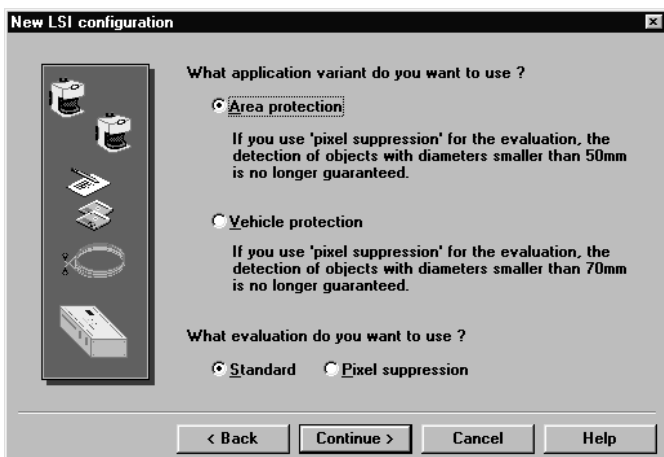 New LSI configuration
What application variant do you want to use ?
Area protection
If you use 'pixel suppression' for the evaluation, the
detection of objects with diameters smaller than 50mm
is no longer guaranteed.
Vehicle protection
If you use 'pixel suppression' for the evaluation, the
detection of objects with diameters smaller than 70mm
is no longer guaranteed.
What evaluation do you want to use ?
Standard Pixel suppression
< Back Continue > Cancel Help